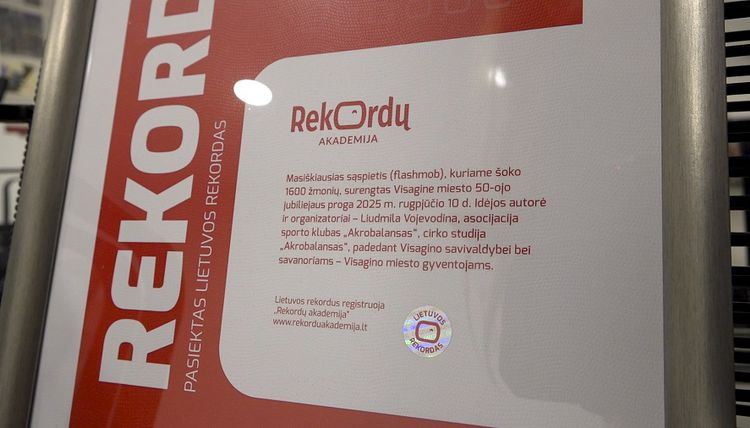 REKORD
PASIEKTAS LIETUVOS REKORDAS
Rekordų
AKADEMIJA
Masiškiausias sąspietis (flashmob), kuriame šoko
1600 žmonių, surengtas Visagine miesto 50-ojo
jubiliejaus proga 2025 m. rugpjūčio 10 d. Idėjos autorė
ir organizatoriai – Liudmila Vojevodina, asociacija
sporto klubas „Akrobalansas“, cirko studija
„Akrobalansas“, padedant Visagino savivaldybei bei
savanoriams – Visagino miesto gyventojams.
Lietuvos rekordus registruoja
„Rekordų akademija“
www.rekorduakademija.lt
LIETUVOS
REKORDAS